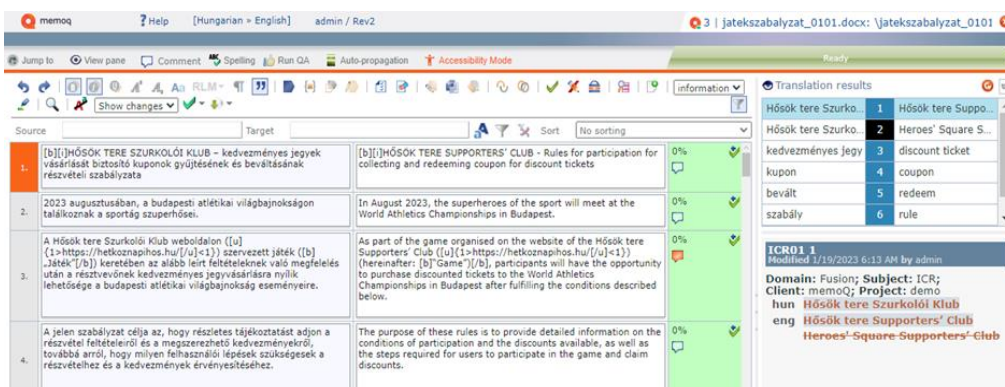 memoq
? Help
[Hungarian » English]
admin / Rev2
3 | jatekszabalyzat_0101.docx: \jatekszabalyzat_0101
Jump to
View pane
Comment
Spelling
Run QA
Auto-propagation
Accessibility Mode
Ready
RLM
Show changes
information
Source
Target
Sort
No sorting
1.
[b][i]HŐSÖK TERE SZURKOLÓI KLUB – kedvezményes jegyek
vásárlását biztosító kuponok gyűjtésének és beváltásának
részvételi szabályzata
[b][i]HŐSÖK TERE SUPPORTERS' CLUB - Rules for participation for
collecting and redeeming coupon for discount tickets
0%
2.
2023 augusztusában, a budapesti atlétikai világbajnokságon
találkoznak a sportág szuperhősei.
In August 2023, the superheroes of the sport will meet at the
World Athletics Championships in Budapest.
0%
3.
A Hősök tere Szurkolói Klub weboldalon ([u]
{1>https://hetkoznapihos.hu/[/u]<1}) szervezett játék ([b]
„Játék"[/b]) keretében az alább leírt feltételeknek való megfelelés
után a résztvevőnek kedvezményes jegyvásárlásra nyílik
lehetősége a budapesti atlétikai világbajnokság eseményeire.
As part of the game organised on the website of the Hősök tere
Supporters' Club ([u]{1>https://hetkoznapihos.hu/[/u]<1})
(hereinafter: [b]"Game")[/b], participants will have the opportunity
to purchase discounted tickets to the World Athletics
Championships in Budapest after fulfilling the conditions described
below.
0%
4.
A jelen szabályzat célja az, hogy részletes tájékoztatást adjon a
részvétel feltételeiről és a megszerezhető kedvezményekről,
továbbá arról, hogy milyen felhasználói lépések szükségesek a
részvételhez és a kedvezmények érvényesítéséhez.
The purpose of these rules is to provide detailed information on the
conditions of participation and the discounts available, as well as
the steps required for users to participate in the game and claim
discounts.
0%
Translation results
Hősök tere Szurko... 1 Hősök tere Suppo...
Hősök tere Szurko... 2 Heroes' Square S...
kedvezményes jegy 3 discount ticket
kupon 4 coupon
bevált 5 redeem
szabály 6 rule
ICR01 1
Modified 1/19/2023 6:13 AM by admin
Domain: Fusion; Subject: ICR;
Client: memoQ; Project: demo
hun Hősök tere Szurkolói Klub
eng Hősök tere Supporters' Club
Heroes' Square Supporters' Club